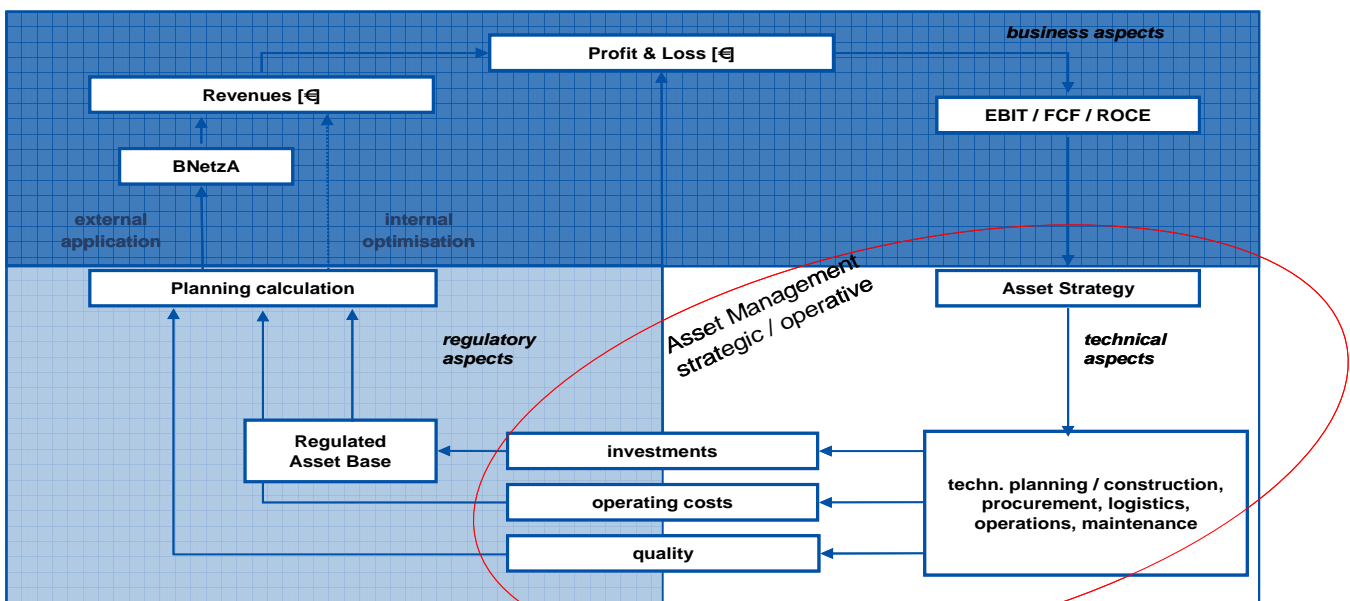 business aspects
Profit & Loss [€]
Revenues [€]
EBIT / FCF / ROCE
BNetzA
external
application
internal
optimisation
Planning calculation
Asset Management
strategic / operative
Asset Strategy
regulatory
aspects
technical
aspects
Regulated
Asset Base
investments
operating costs
quality
techn. planning / construction,
procurement, logistics,
operations, maintenance